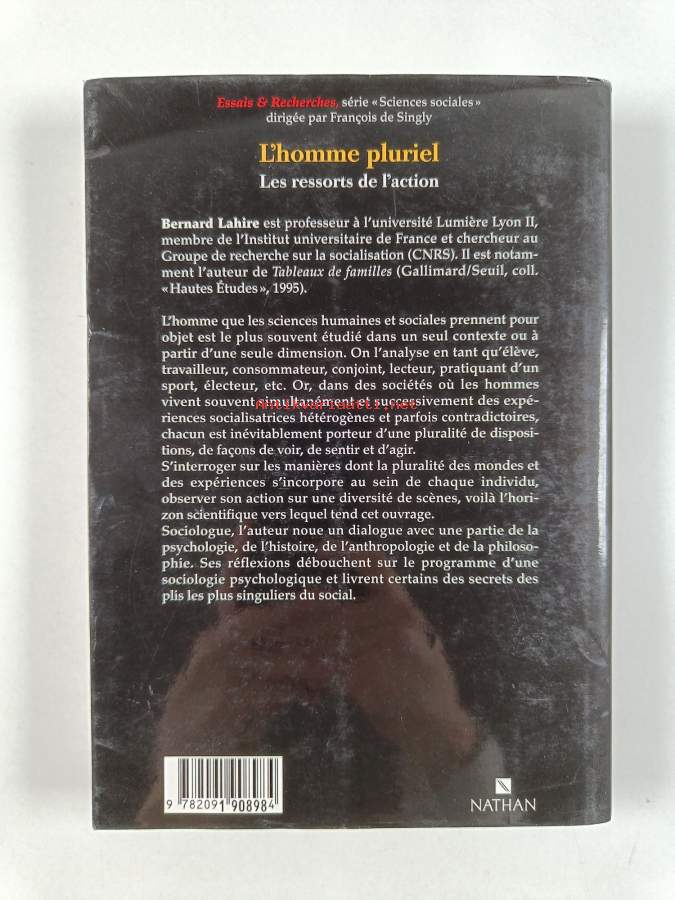 Essais & Recherches, série « Sciences sociales »
dirigée par François de Singly
L'homme pluriel
Les ressorts de l'action
Bernard Lahire est professeur à l'université Lumière Lyon II,
membre de l'Institut universitaire de France et chercheur au
Groupe de recherche sur la socialisation (CNRS). Il est notam-
ment l'auteur de Tableaux de familles (Gallimard/Seuil, coll.
« Hautes Études », 1995).
L'homme que les sciences humaines et sociales prennent pour
objet est le plus souvent étudié dans un seul contexte ou à
partir d'une seule dimension. On l'analyse en tant qu'élève,
travailleur, consommateur, conjoint, lecteur, pratiquant d'un
sport, électeur, etc. Or, dans des sociétés où les hommes
vivent souvent simultanément et successivement des expé-
riences socialisatrices hétérogènes et parfois contradictoires,
chacun est inévitablement porteur d'une pluralité de disposi-
tions, de façons de voir, de sentir et d'agir.
S'interroger sur les manières dont la pluralité des mondes et
des expériences s'incorpore au sein de chaque individu,
observer son action sur une diversité de scènes, voilà l'hori-
zon scientifique vers lequel tend cet ouvrage.
Sociologue, l'auteur noue un dialogue avec une partie de la
psychologie, de l'histoire, de l'anthropologie et de la philoso-
phie. Ses réflexions débouchent sur le programme d'une
sociologie psychologique et livrent certains des secrets des
plis les plus singuliers du social.
antikvariaatti.net
9 782091 908984
NATHAN